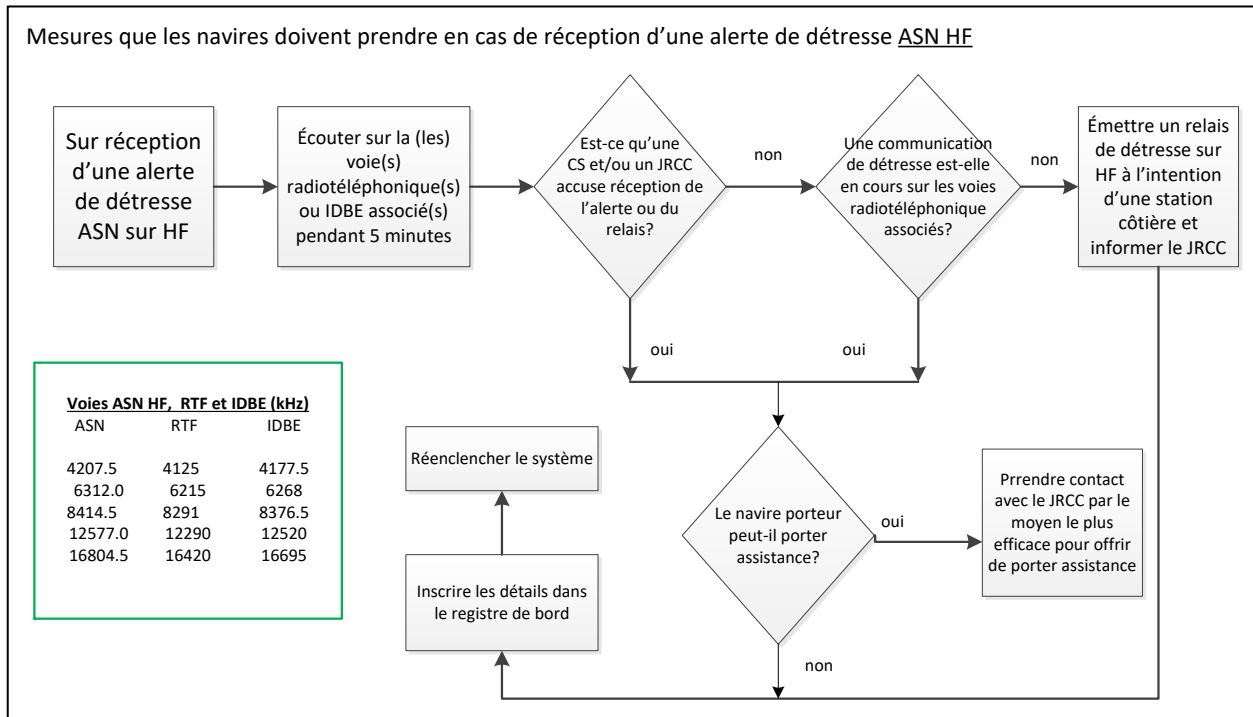 Mesures que les navires doivent prendre en cas de réception d’une alerte de détresse ASN HF
Sur réception
d’une alerte
de détresse
ASN sur HF
Écouter sur la (les)
voie(s)
radiotéléphonique(s)
ou IDBE associé(s)
pendant 5 minutes
Est-ce qu’une
CS et/ou un JRCC
accuse réception de
l’alerte ou du
relais?
non
Une communication
de détresse est-elle
en cours sur les voies
radiotéléphonique
associés?
non
Émettre un relais
de détresse sur
HF à l’intention
d’une station
côtière et
informer le JRCC
oui
oui
Voies ASN HF, RTF et IDBE (kHz)
ASN RTF IDBE
4207.5 4125 4177.5
6312.0 6215 6268
8414.5 8291 8376.5
12577.0 12290 12520
16804.5 16420 16695
Réenclencher le système
Inscrire les détails dans
le registre de bord
Le navire porteur
peut-il porter
assistance?
oui
Prrendre contact
avec le JRCC par le
moyen le plus
efficace pour offrir
de porter assistance
non